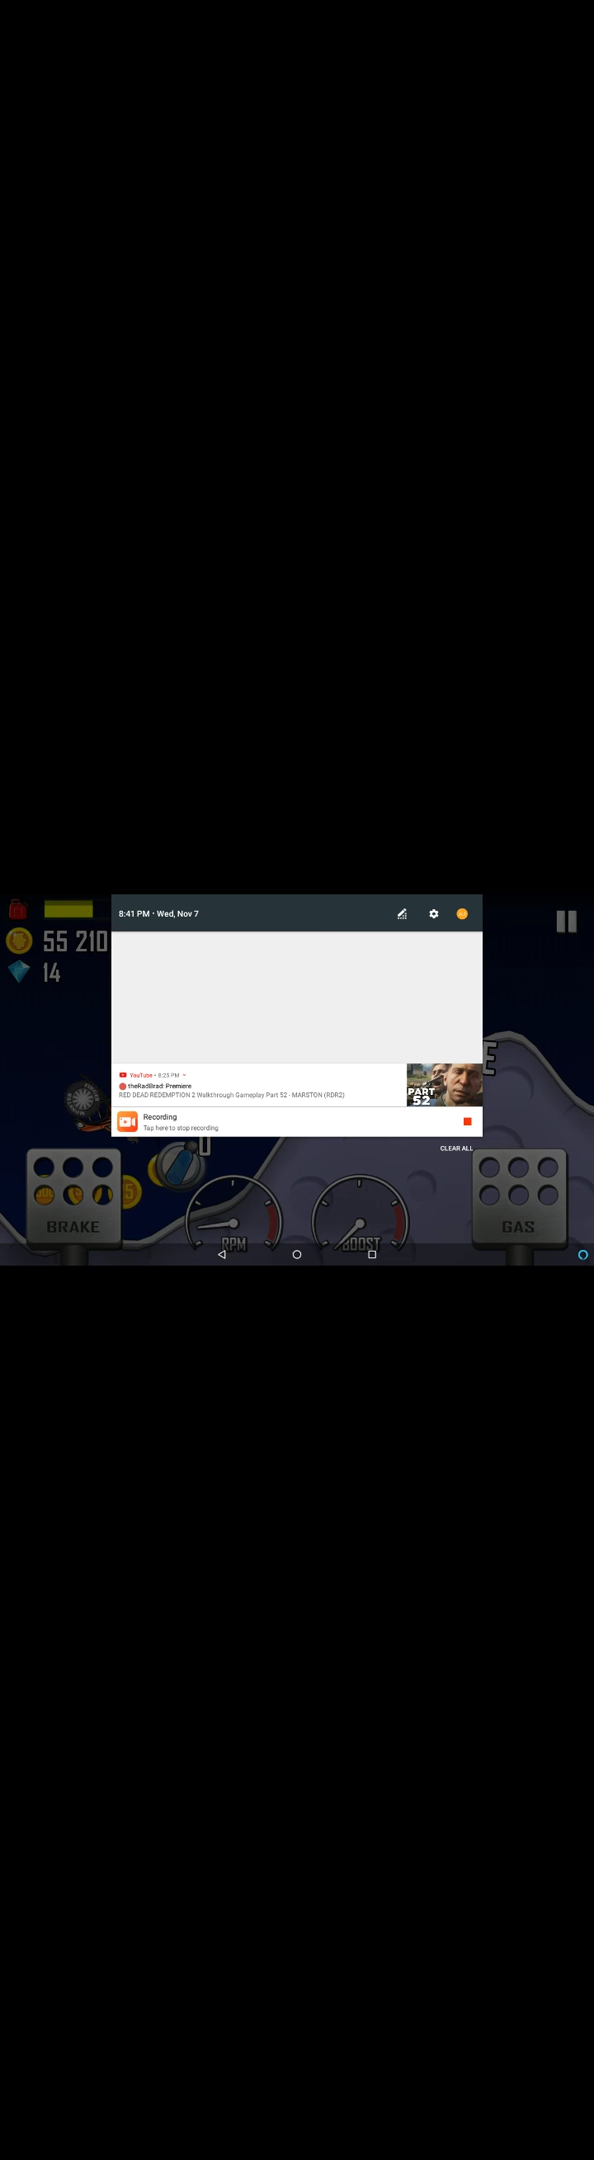 8:41 PM • Wed, Nov 7
55 210
14
YouTube • 8:25 PM
theRadBrad: Premiere
RED DEAD REDEMPTION 2 Walkthrough Gameplay Part 52 - MARSTON (RDR2)
PART
52
Recording
Tap here to stop recording
CLEAR ALL
E
0
5
BRAKE
RPM
BOOST
GAS